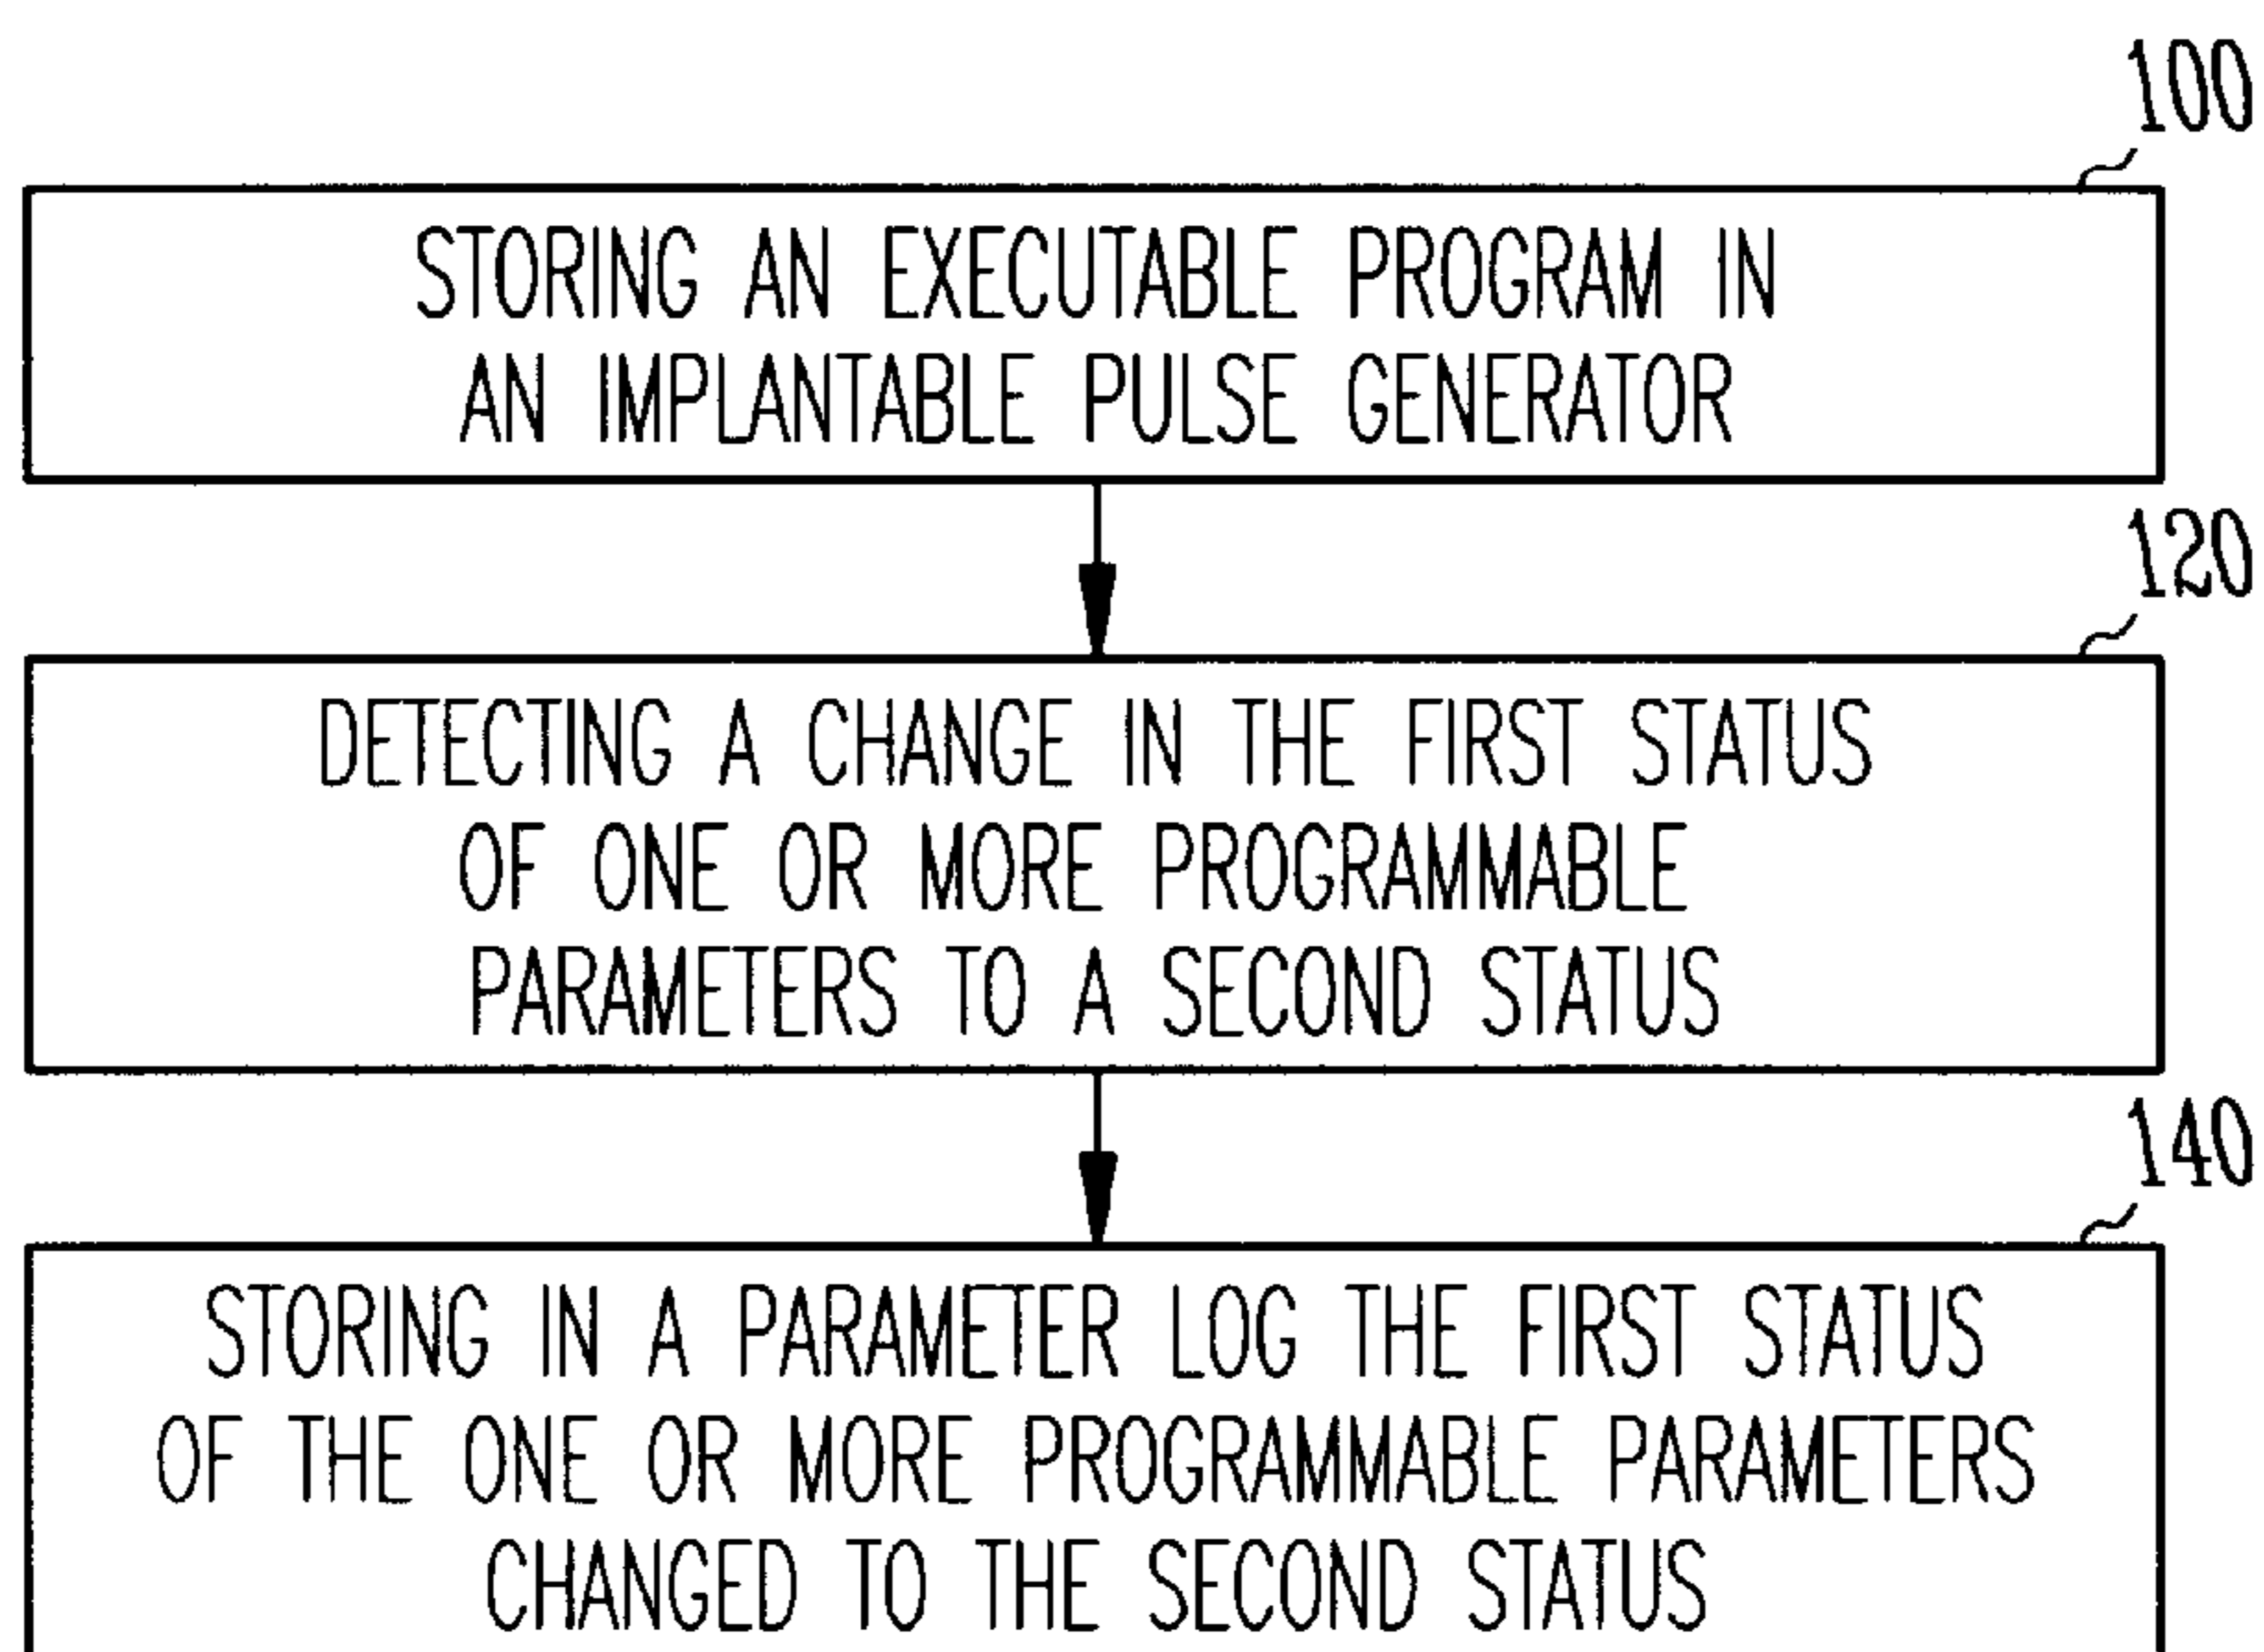 100
STORING AN EXECUTABLE PROGRAM IN
AN IMPLANTABLE PULSE GENERATOR
120
DETECTING A CHANGE IN THE FIRST STATUS
OF ONE OR MORE PROGRAMMABLE
PARAMETERS TO A SECOND STATUS
140
STORING IN A PARAMETER LOG THE FIRST STATUS
OF THE ONE OR MORE PROGRAMMABLE PARAMETERS
CHANGED TO THE SECOND STATUS